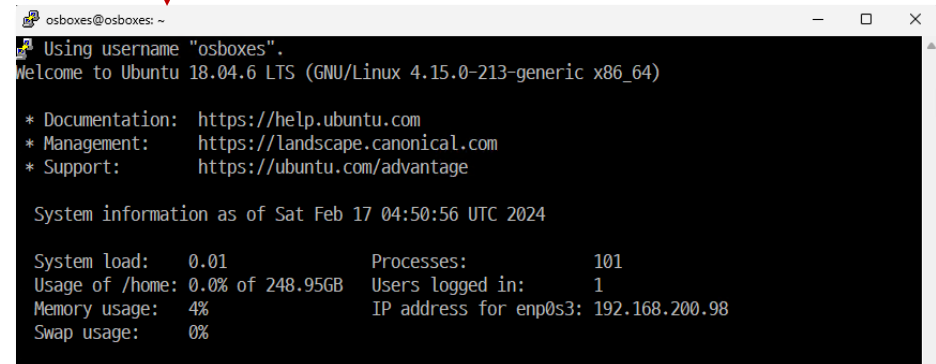 osboxes@osboxes: ~
Using username "osboxes".
Welcome to Ubuntu 18.04.6 LTS (GNU/Linux 4.15.0-213-generic x86_64)
* Documentation:  https://help.ubuntu.com
* Management:     https://landscape.canonical.com
* Support:        https://ubuntu.com/advantage
System information as of Sat Feb 17 04:50:56 UTC 2024
System load:    0.01               Processes:              101
Usage of /home: 0.0% of 248.95GB   Users logged in:        1
Memory usage:   4%                 IP address for enp0s3: 192.168.200.98
Swap usage:     0%